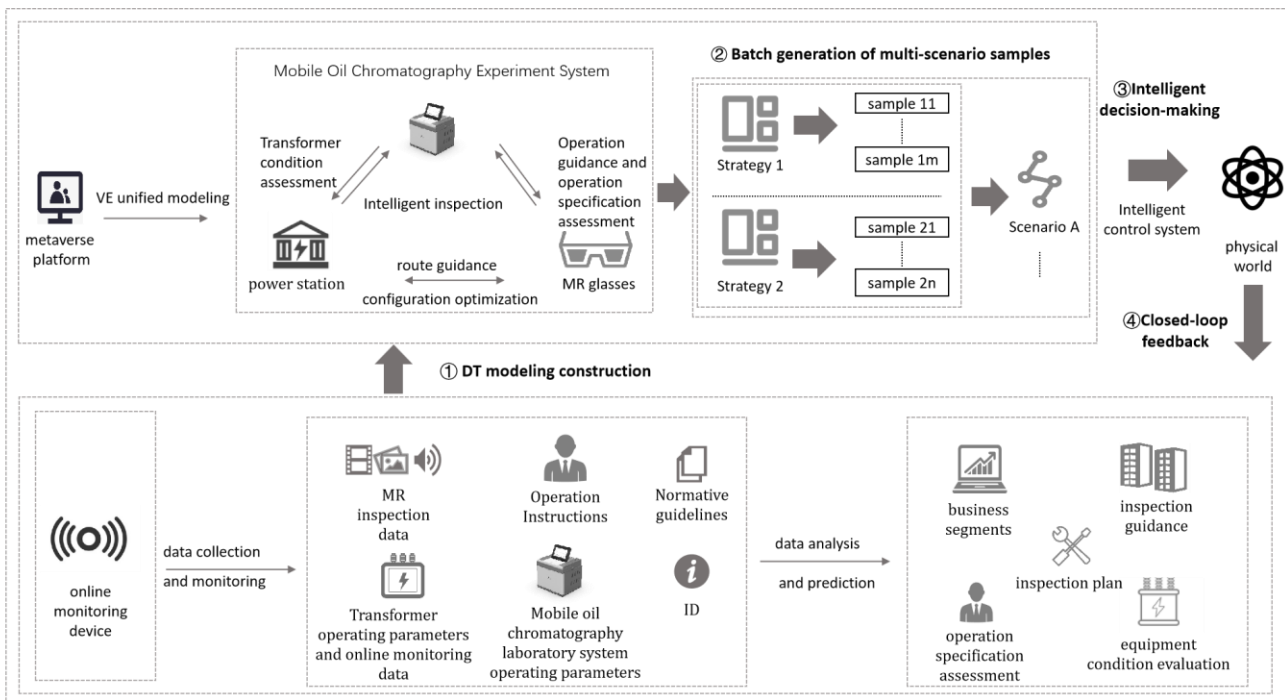 ② Batch generation of multi-scenario samples
Mobile Oil Chromatography Experiment System
③Intelligent
decision-making
Transformer
condition
assessment
Operation
guidance and
operation
specification
assessment
Intelligent inspection
VE unified modeling
metaverse
platform
power station
route guidance
configuration optimization
MR glasses
Strategy 1
sample 11
sample 1m
Strategy 2
sample 21
sample 2n
Scenario A
Intelligent
control system
physical
world
④Closed-loop
feedback
① DT modeling construction
online
monitoring
device
data collection
and monitoring
MR
inspection
data
Operation
Instructions
Normative
guidelines
Transformer
operating parameters
and online monitoring
data
Mobile oil
chromatography
laboratory system
operating parameters
ID
data analysis
and prediction
business
segments
inspection
guidance
inspection plan
operation
specification
assessment
equipment
condition evaluation